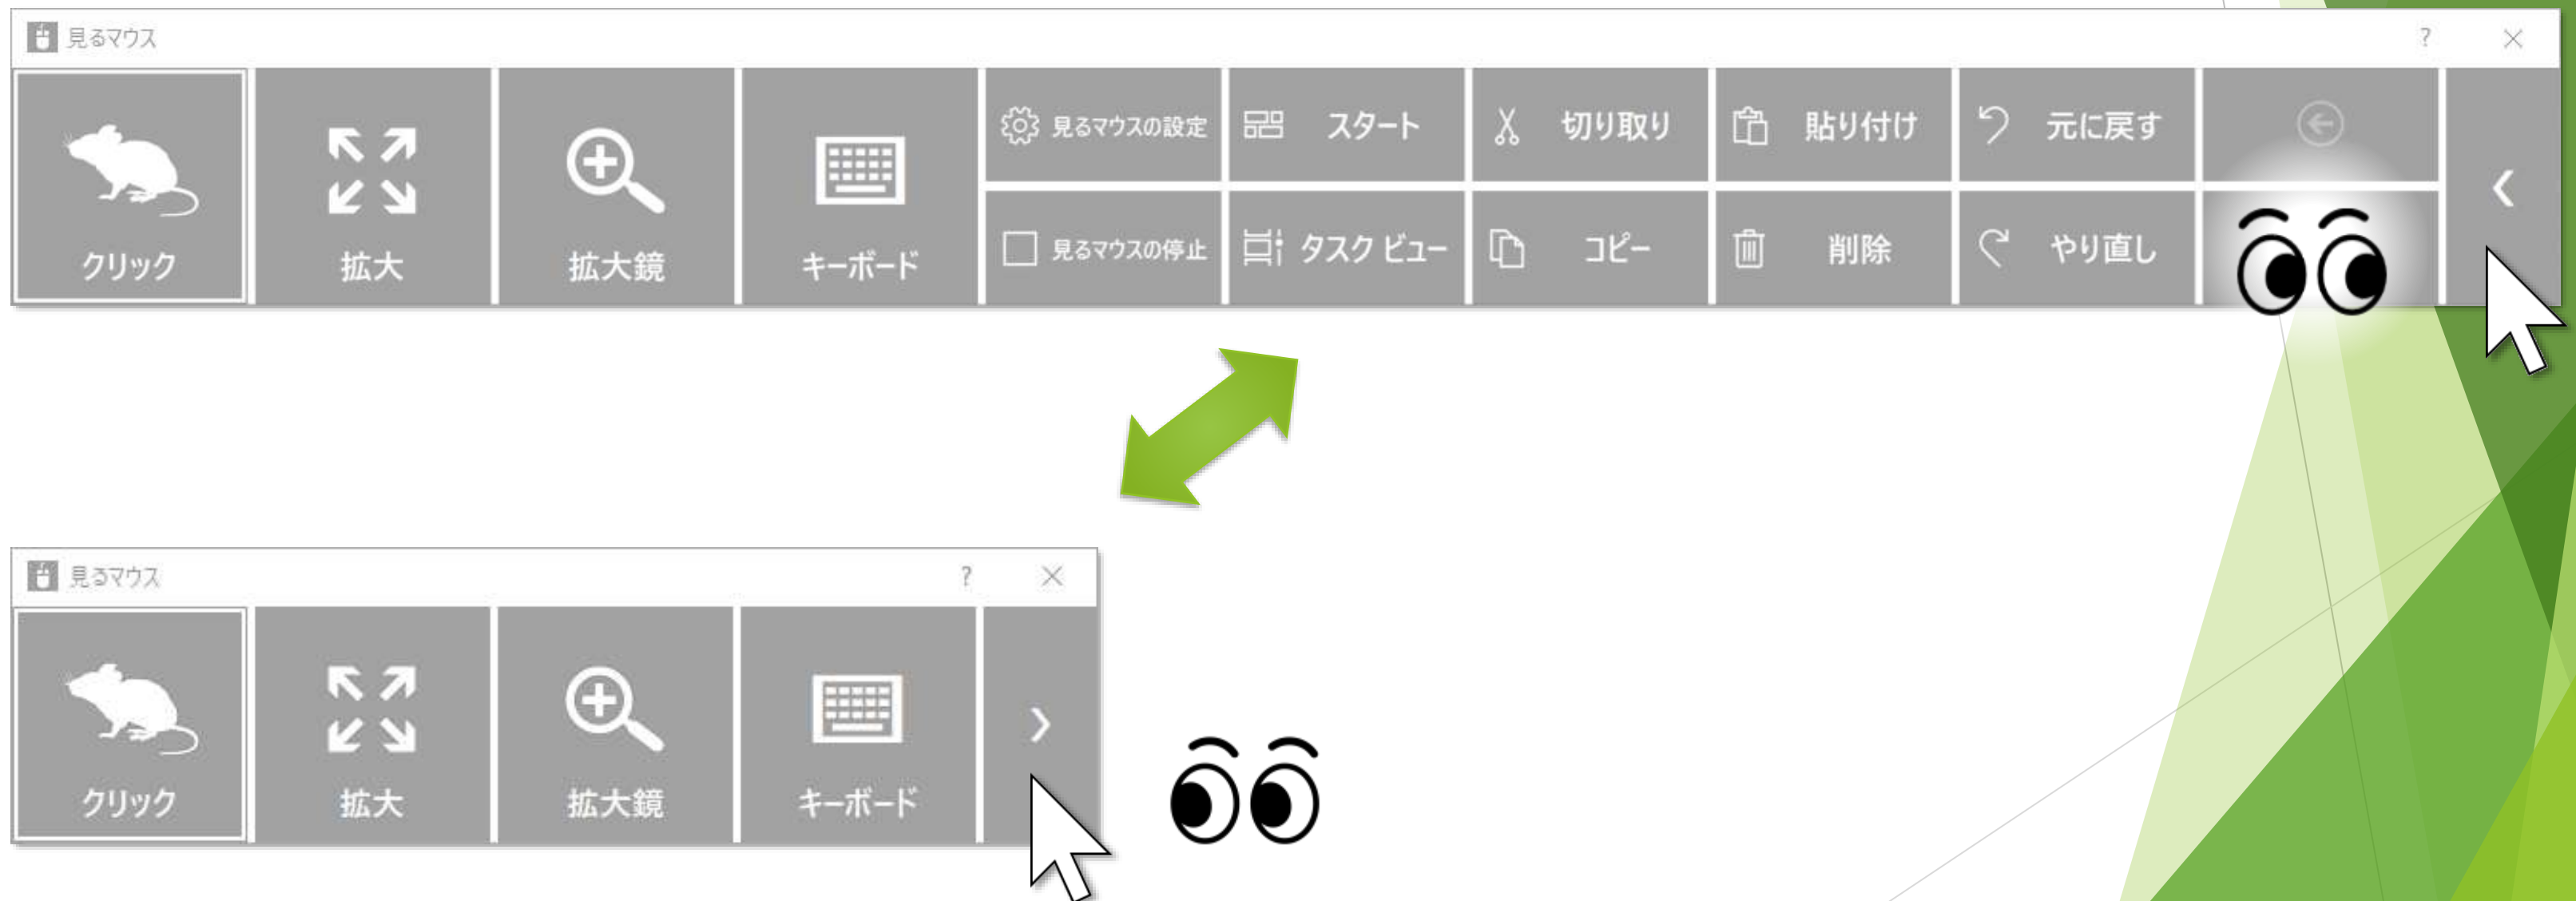 見るマウス
?
クリック
拡大
拡大鏡
キーボード
見るマウスの設定
スタート
切り取り
貼り付け
元に戻す
見るマウスの停止
タスク ビュー
コピー
削除
やり直し
見るマウス
?
クリック
拡大
拡大鏡
キーボード